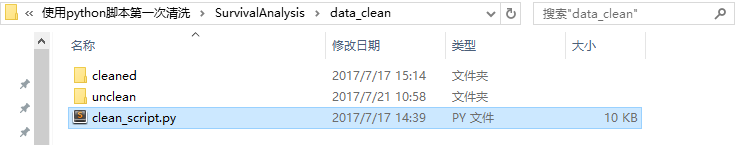 « 使用python脚本第一次清洗 > SurvivalAnalysis > data_clean 搜索"data_clean"
名称 修改日期 类型 大小
cleaned 2017/7/17 15:14 文件夹
unclean 2017/7/21 10:58 文件夹
clean_script.py 2017/7/17 14:39 PY 文件 10 KB